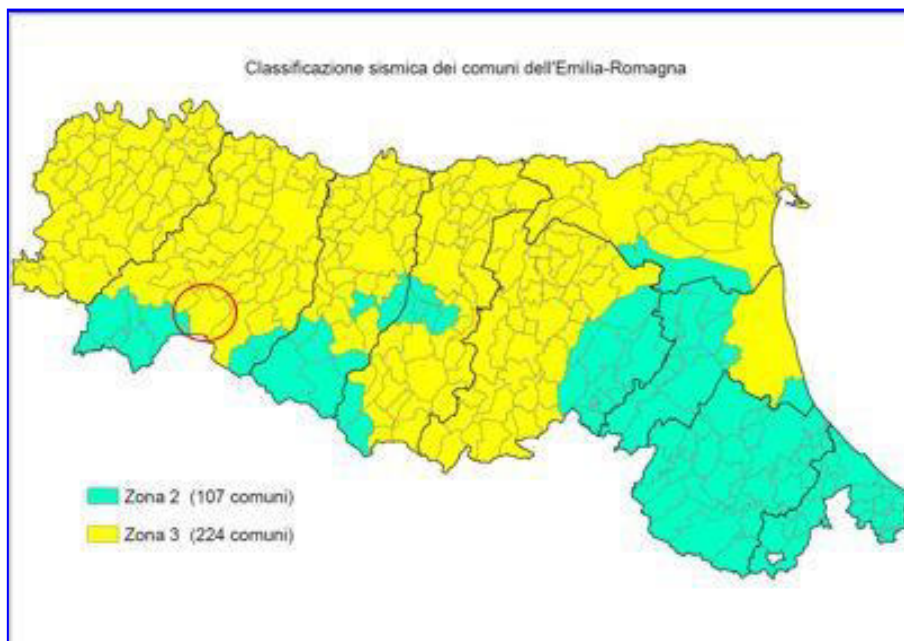 Classificazione sismica dei comuni dell'Emilia-Romagna
Zona 2 (107 comuni)
Zona 3 (224 comuni)